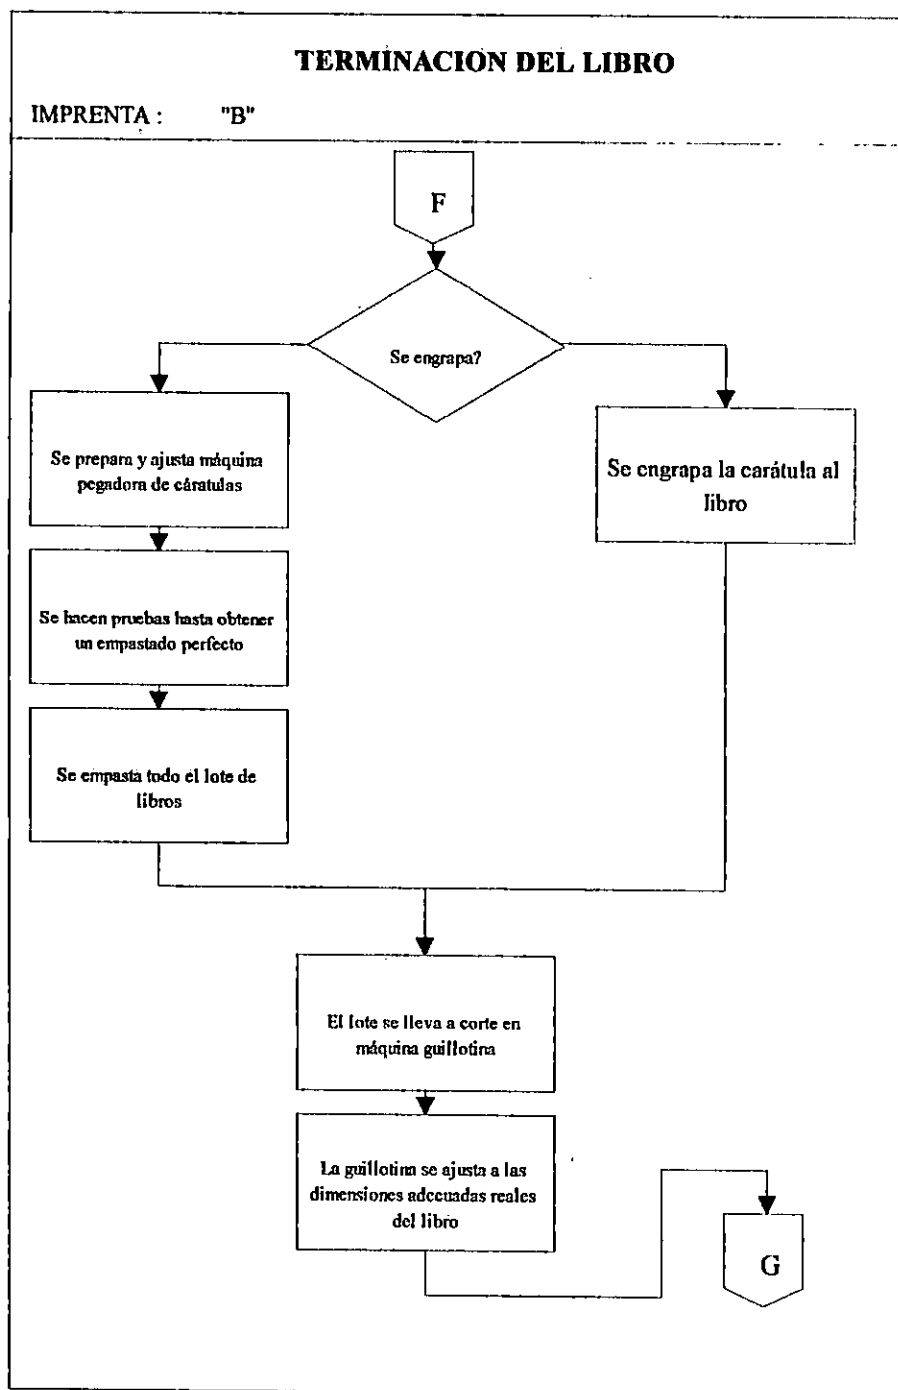 TERMINACION DEL LIBRO
IMPRENTA : "B"
F
Se engrapa?
Se prepara y ajusta máquina
pegadora de cáratulas
Se engrapa la carátula al
libro
Se hacen pruebas hasta obtener
un empastado perfecto
Se empasta todo el lote de
libros
El lote se lleva a corte en
máquina guillotina
La guillotina se ajusta a las
dimensiones adecuadas reales
del libro
G